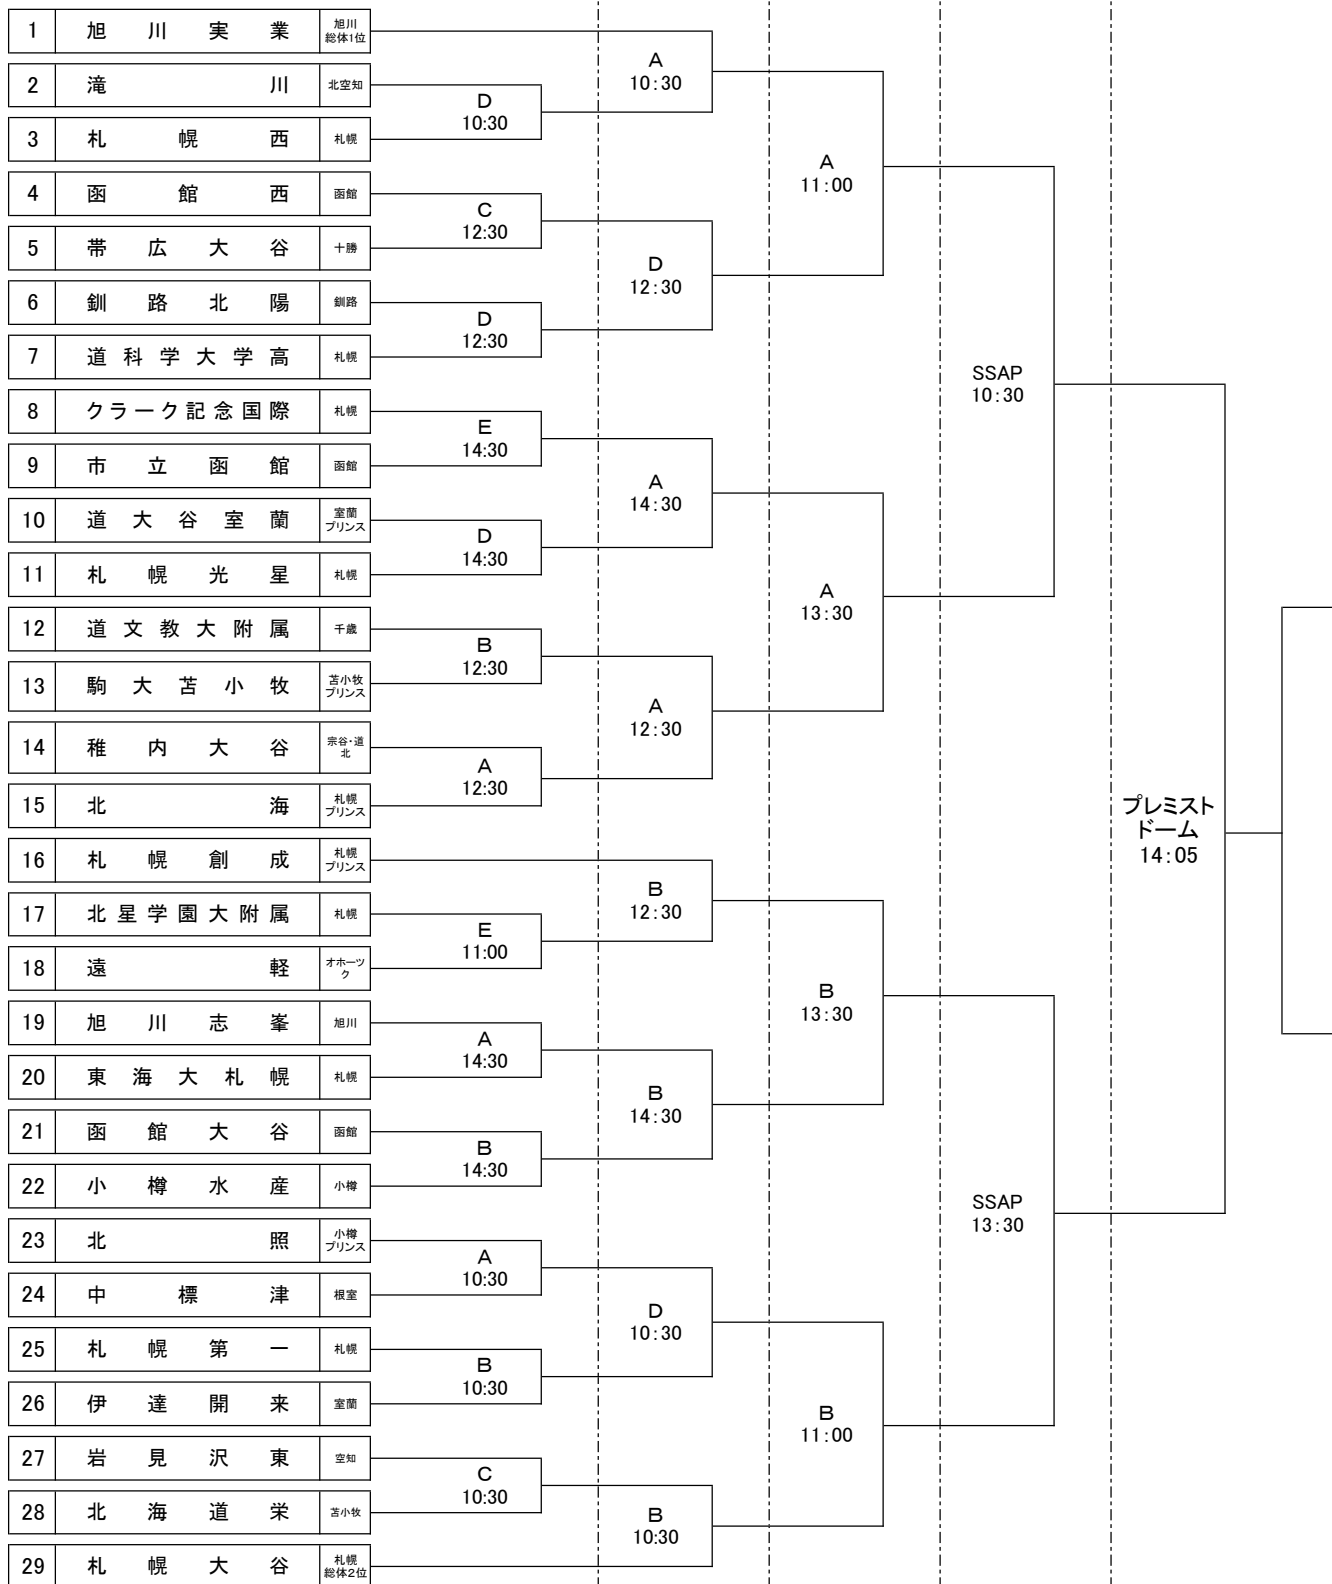 1 旭川実業 旭川
総体1位
2 滝川 北空知
3 札幌西 札幌
4 函館西 函館
5 帯広大谷 十勝
6 釧路北陽 釧路
7 道科学大学高 札幌
8 クラーク記念国際 札幌
9 市立函館 函館
10 道大谷室蘭 室蘭
プリンス
11 札幌光星 札幌
12 道文教大附属 千歳
13 駒大苫小牧 苫小牧
プリンス
14 稚内大谷 宗谷・道
北
15 北海 札幌
プリンス
16 札幌創成 札幌
プリンス
17 北星学園大附属 札幌
18 遠軽 オホーツ
ク
19 旭川志峯 旭川
20 東海大札幌 札幌
21 函館大谷 函館
22 小樽水産 小樽
23 北照 小樽
プリンス
24 中標津 根室
25 札幌第一 札幌
26 伊達開来 室蘭
27 岩見沢東 空知
28 北海道栄 苫小牧
29 札幌大谷 札幌
総体2位
D
10:30
C
12:30
D
12:30
E
14:30
D
14:30
B
12:30
A
12:30
E
11:00
A
14:30
B
14:30
A
10:30
B
10:30
C
10:30
A
10:30
D
12:30
A
14:30
A
12:30
B
12:30
B
14:30
D
10:30
B
10:30
A
11:00
A
13:30
B
13:30
B
11:00
SSAP
10:30
SSAP
13:30
プレミスト
ドーム
14:05